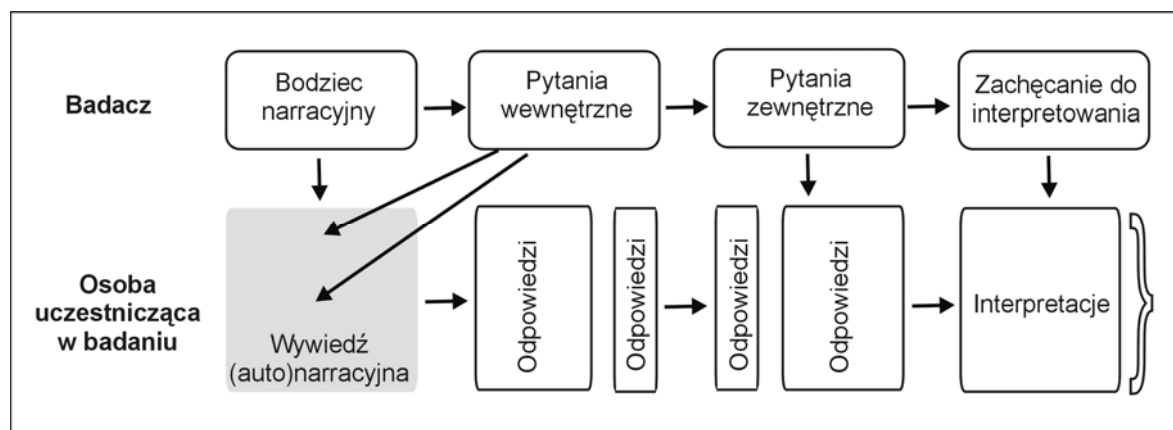 Badacz
Bodziec
narracyjny
Pytania
wewnętrzne
Pytania
zewnętrzne
Zachęcanie do
interpretowania
Osoba
uczestnicząca
w badaniu
Wywiedź
(auto)narracyjna
Odpowiedzi
Odpowiedzi
Odpowiedzi
Odpowiedzi
Interpretacje